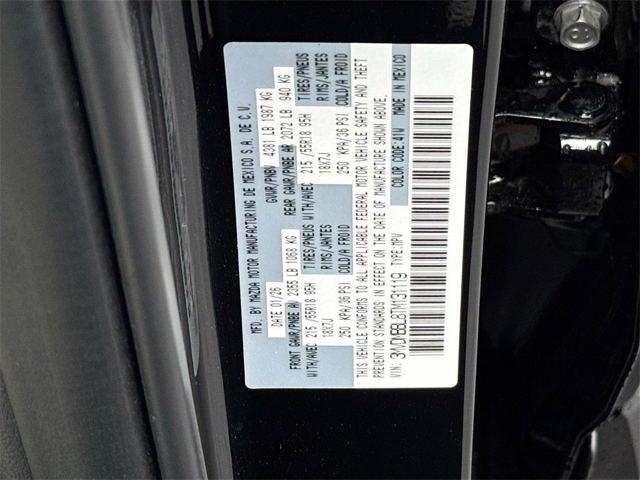 MFD. BY MAZDA MOTOR MANUFACTURING DE MEXICO S.A. DE C.V.
DATE 01/26 GVWR/PNBV 4381 LB 1987 KG
FRONT GAWR/PNBE AV 2355 LB 1068 KG REAR GAWR/PNBE AR 2072 LB 940 KG
WITH/AVEC TIRES/PNEUS WITH/AVEC TIRES/PNEUS
215 /55R18 95H RIMS/JANTES 215 /55R18 95H RIMS/JANTES
18X7J COLD/A FROID 18X7J COLD/A FROID
250 KPA/36 PSI 250 KPA/36 PSI
THIS VEHICLE CONFORMS TO ALL APPLICABLE FEDERAL MOTOR VEHICLE SAFETY AND THEFT
PREVENTION STANDARDS IN EFFECT ON THE DATE OF MANUFACTURE SHOWN ABOVE.
VIN: TYPE:MPV COLOR CODE:41W MADE IN MEXICO